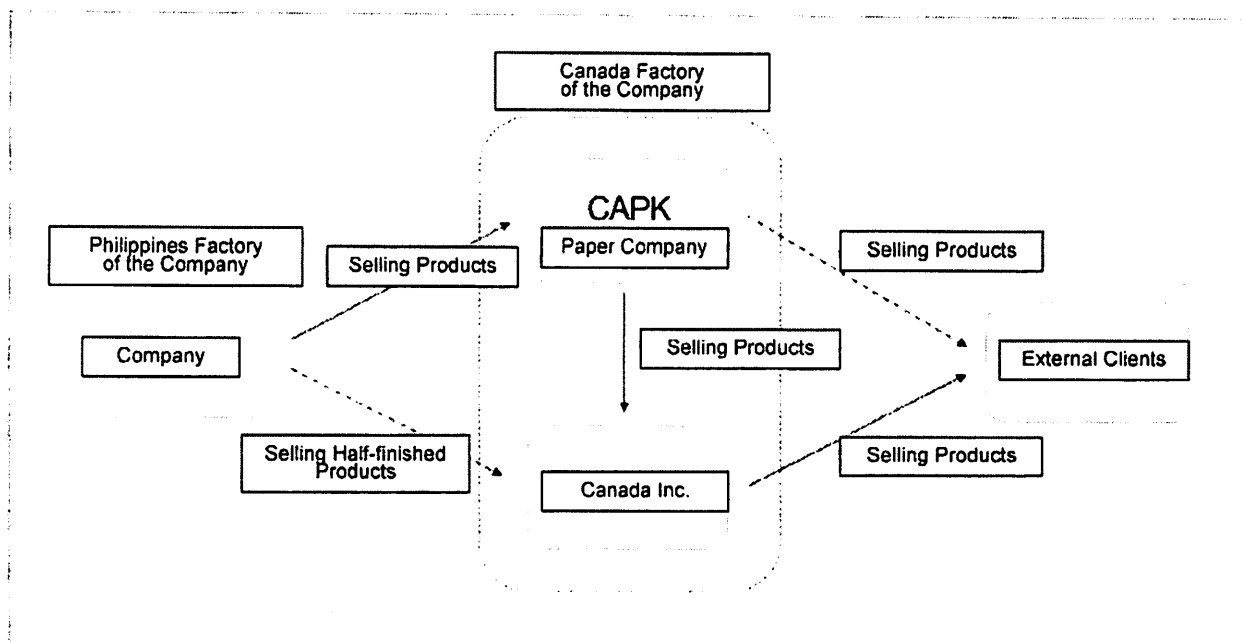 Canada Factory
of the Company
CAPK
Paper Company
Philippines Factory
of the Company
Selling Products
Selling Products
Company
Selling Products
External Clients
Selling Half-finished
Products
Canada Inc.
Selling Products